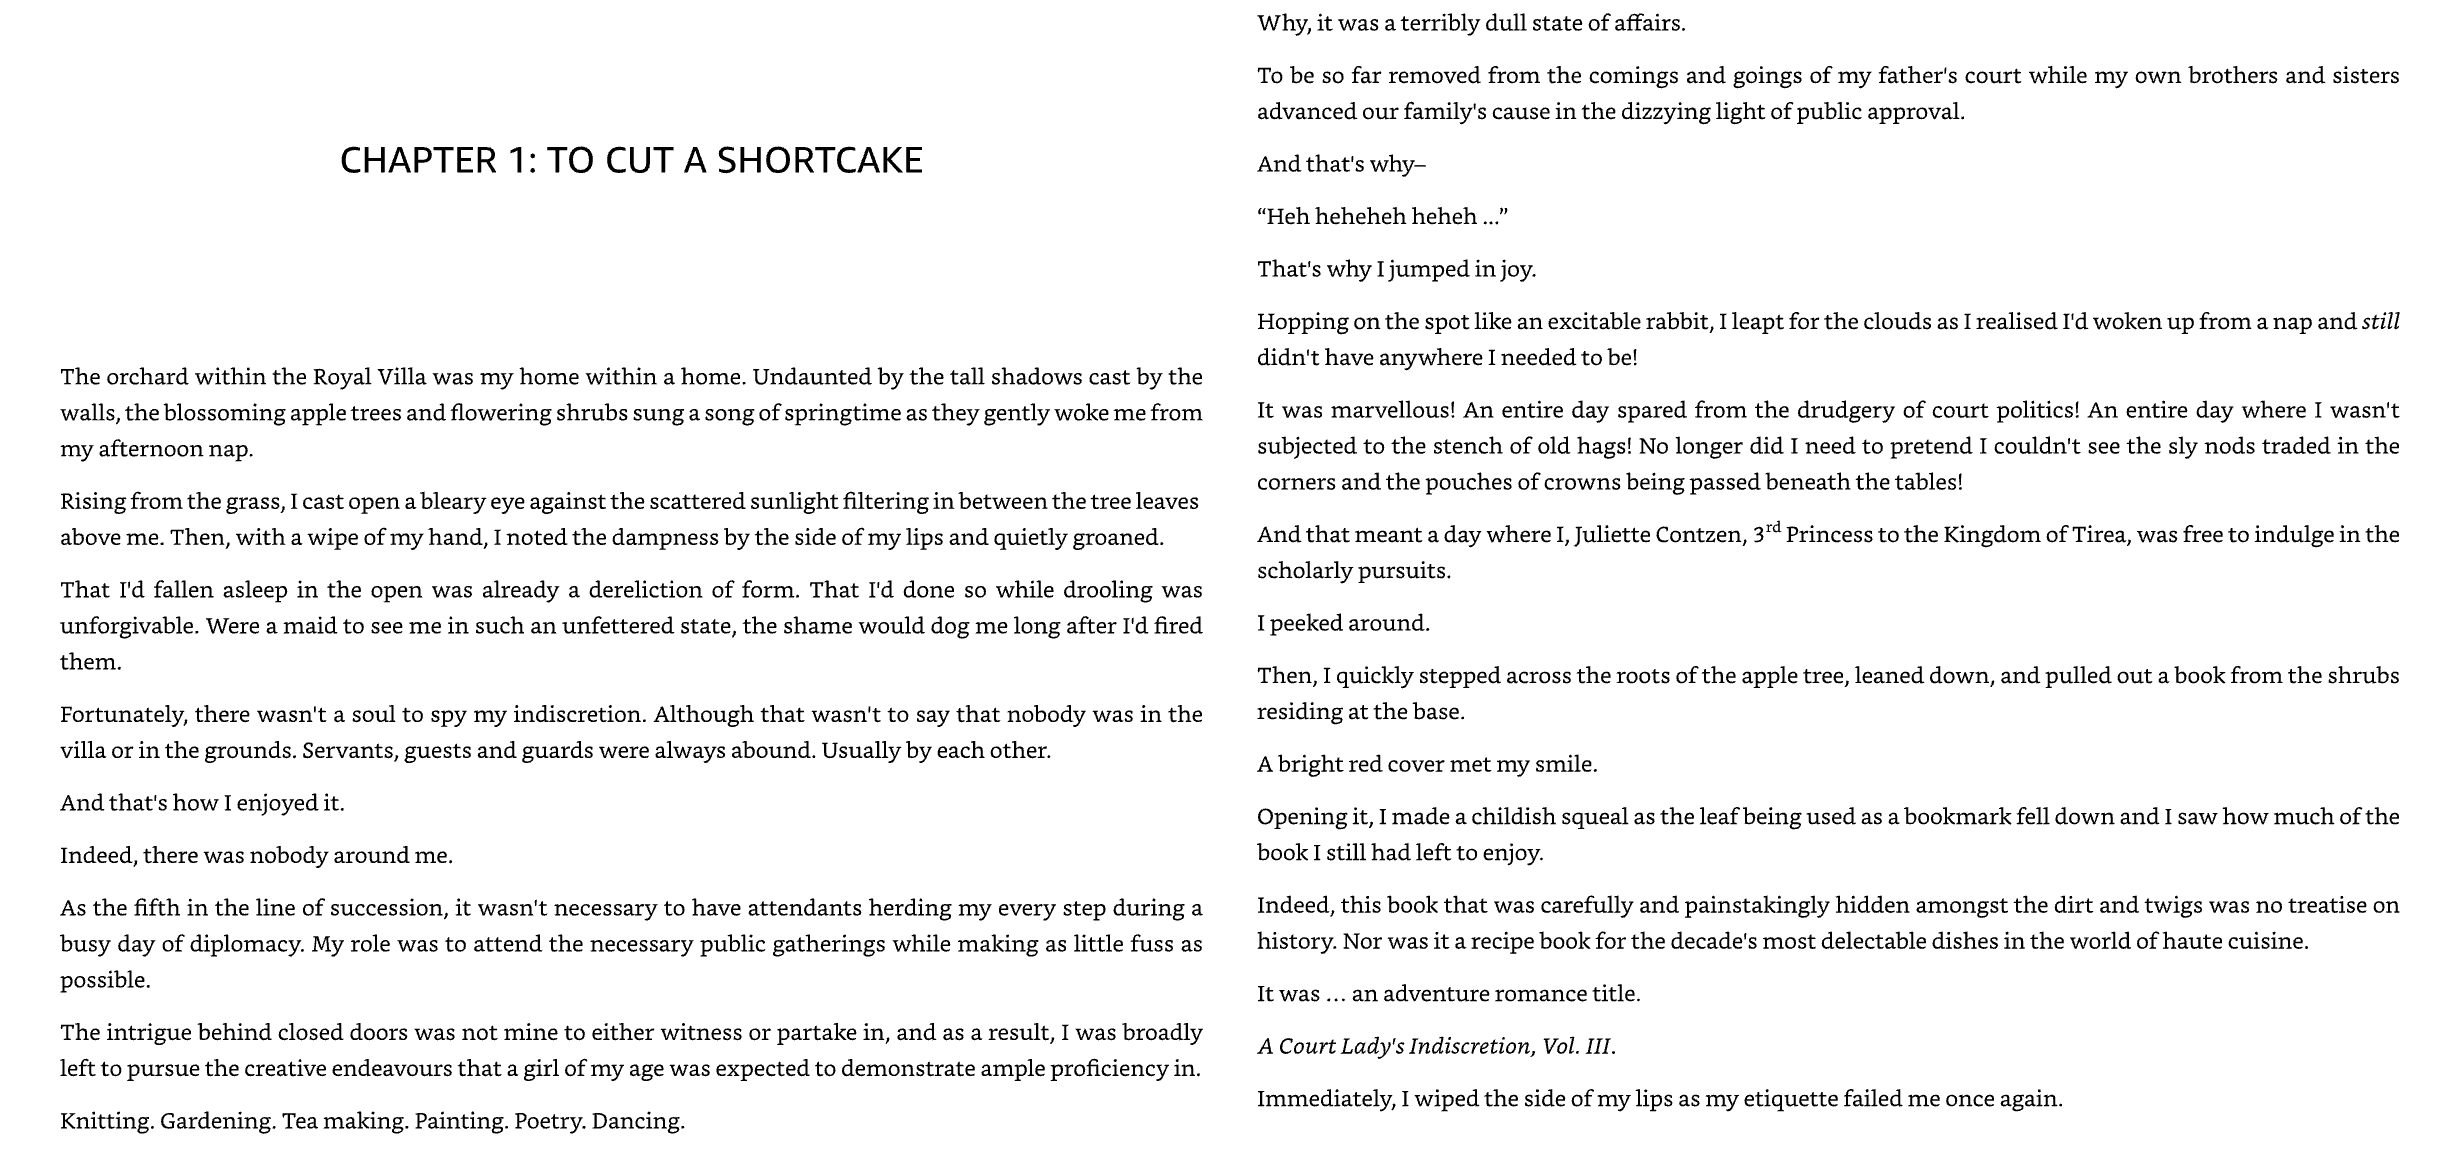 CHAPTER 1: TO CUT A SHORTCAKE
The orchard within the Royal Villa was my home within a home. Undaunted by the tall shadows cast by the
walls, the blossoming apple trees and flowering shrubs sung a song of springtime as they gently woke me from
my afternoon nap.
Rising from the grass, I cast open a bleary eye against the scattered sunlight filtering in between the tree leaves
above me. Then, with a wipe of my hand, I noted the dampness by the side of my lips and quietly groaned.
That I'd fallen asleep in the open was already a dereliction of form. That I'd done so while drooling was
unforgivable. Were a maid to see me in such an unfettered state, the shame would dog me long after I'd fired
them.
Fortunately, there wasn't a soul to spy my indiscretion. Although that wasn't to say that nobody was in the
villa or in the grounds. Servants, guests and guards were always abound. Usually by each other.
And that's how I enjoyed it.
Indeed, there was nobody around me.
As the fifth in the line of succession, it wasn't necessary to have attendants herding my every step during a
busy day of diplomacy. My role was to attend the necessary public gatherings while making as little fuss as
possible.
The intrigue behind closed doors was not mine to either witness or partake in, and as a result, I was broadly
left to pursue the creative endeavours that a girl of my age was expected to demonstrate ample proficiency in.
Knitting. Gardening. Tea making. Painting. Poetry. Dancing.
Why, it was a terribly dull state of affairs.
To be so far removed from the comings and goings of my father's court while my own brothers and sisters
advanced our family's cause in the dizzying light of public approval.
And that's why–
“Heh heheheh heheh ...”
That's why I jumped in joy.
Hopping on the spot like an excitable rabbit, I leapt for the clouds as I realised I'd woken up from a nap and still
didn't have anywhere I needed to be!
It was marvellous! An entire day spared from the drudgery of court politics! An entire day where I wasn't
subjected to the stench of old hags! No longer did I need to pretend I couldn't see the sly nods traded in the
corners and the pouches of crowns being passed beneath the tables!
And that meant a day where I, Juliette Contzen, 3rd Princess to the Kingdom of Tirea, was free to indulge in the
scholarly pursuits.
I peeked around.
Then, I quickly stepped across the roots of the apple tree, leaned down, and pulled out a book from the shrubs
residing at the base.
A bright red cover met my smile.
Opening it, I made a childish squeal as the leaf being used as a bookmark fell down and I saw how much of the
book I still had left to enjoy.
Indeed, this book that was carefully and painstakingly hidden amongst the dirt and twigs was no treatise on
history. Nor was it a recipe book for the decade's most delectable dishes in the world of haute cuisine.
It was … an adventure romance title.
A Court Lady's Indiscretion, Vol. III.
Immediately, I wiped the side of my lips as my etiquette failed me once again.